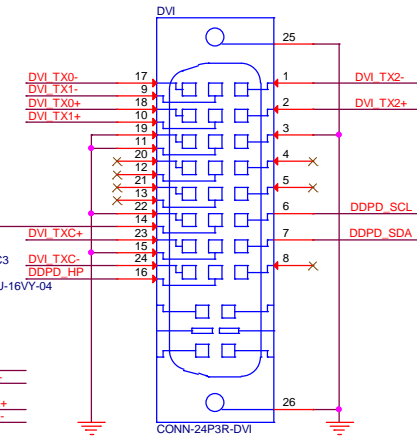 DVI
25
DVI_TX0- 17 1 DVI_TX2-
DVI_TX1- 9
DVI_TX0+ 18 2 DVI_TX2+
DVI_TX1+ 10
19 3
11
20 4
12
21 5
13
22 6 DDPD_SCL
14
DVI_TXC+ 23 7 DDPD_SDA
15
C3 DVI_TXC- 24 8
DDPD_HP 16
U-16VY-04
-
+ 26
-
CONN-24P3R-DVI